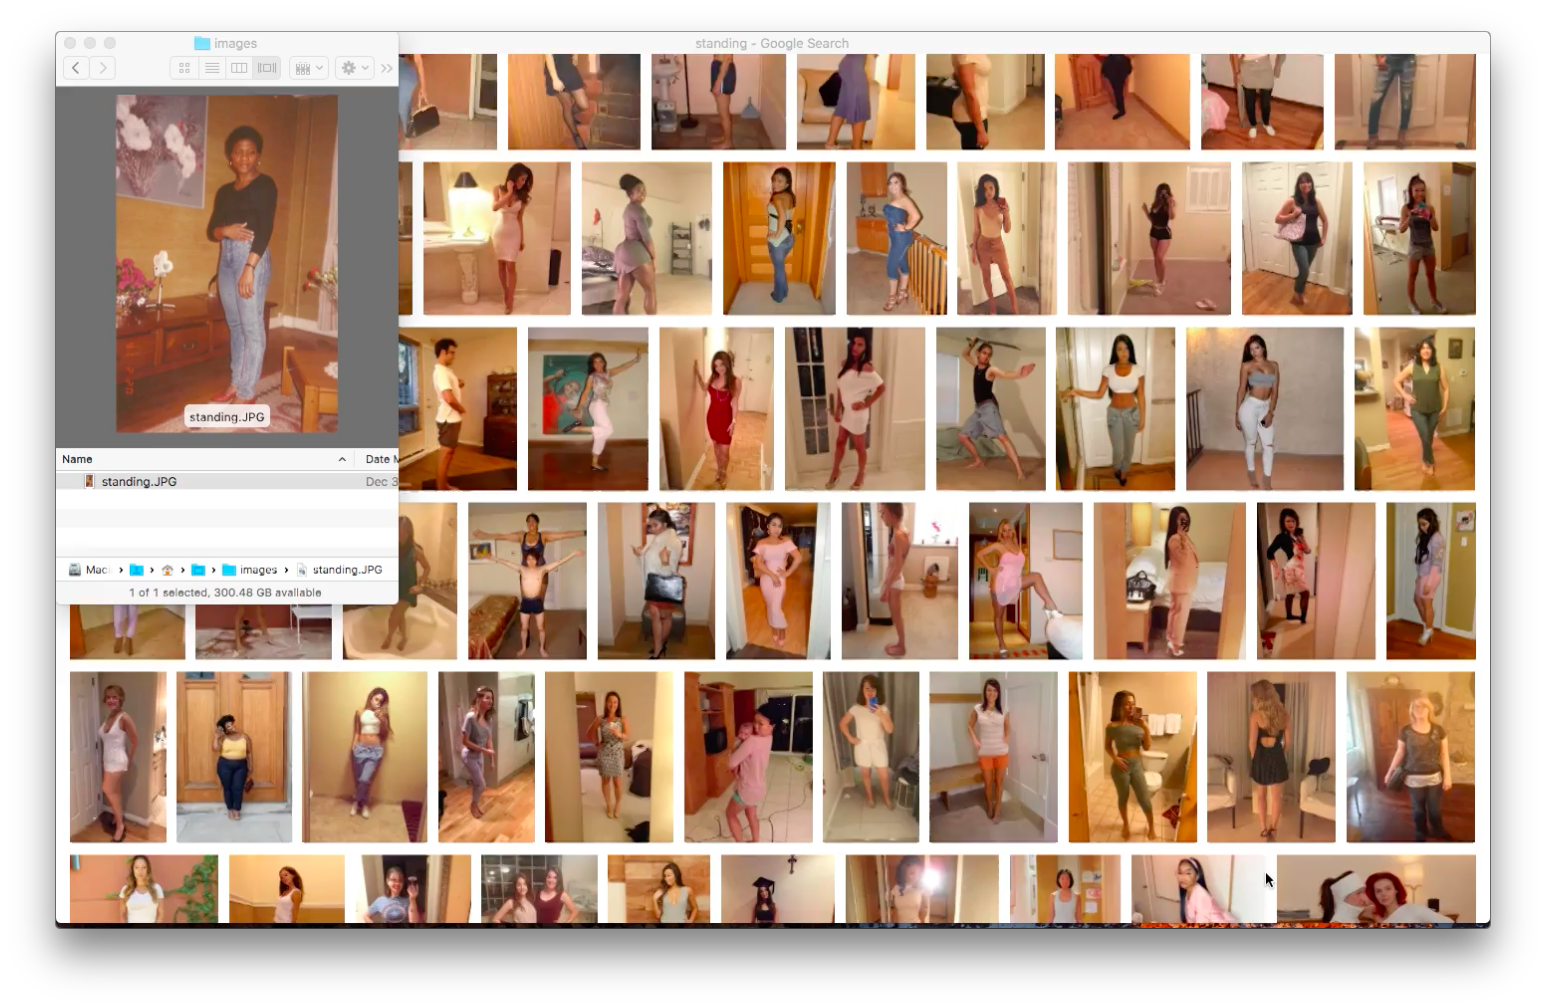 images
standing - Google Search
standing.JPG
Name
Date M
standing.JPG
Dec 3
Mac
images
standing.JPG
1 of 1 selected, 300.48 GB available